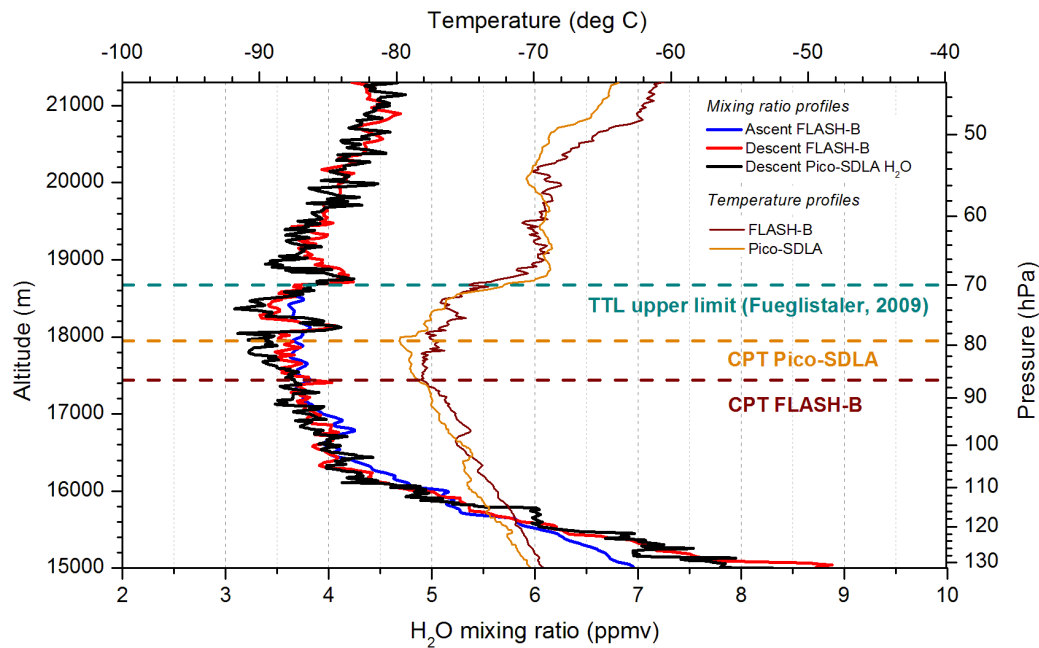 Temperature (deg C)
-100 -90 -80 -70 -60 -50 -40
21000
20000
19000
18000
17000
16000
15000
Altitude (m)
Mixing ratio profiles
Ascent FLASH-B
Descent FLASH-B
Descent Pico-SDLA H₂O
Temperature profiles
FLASH-B
Pico-SDLA
TTL upper limit (Fueglistaler, 2009)
CPT Pico-SDLA
CPT FLASH-B
50
60
70
80
90
100
110
120
130
Pressure (hPa)
2 3 4 5 6 7 8 9 10
H₂O mixing ratio (ppmv)